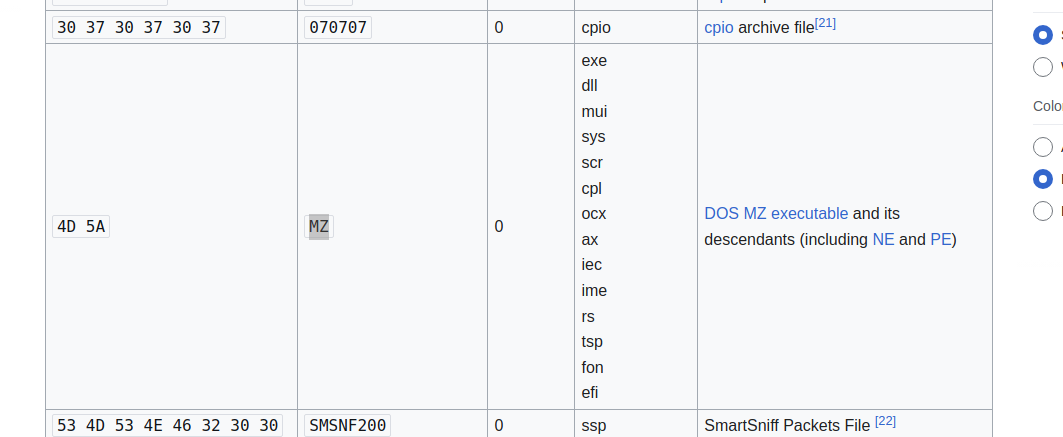 30 37 30 37 30 37 070707 0 cpio cpio archive file[21]
exe
dll
mui
sys
scr
cpl
ocx
ax
iec
ime
rs
tsp
fon
efi
4D 5A MZ 0 DOS MZ executable and its
descendants (including NE and PE)
53 4D 53 4E 46 32 30 30 SMSNF200 0 ssp SmartSniff Packets File [22]